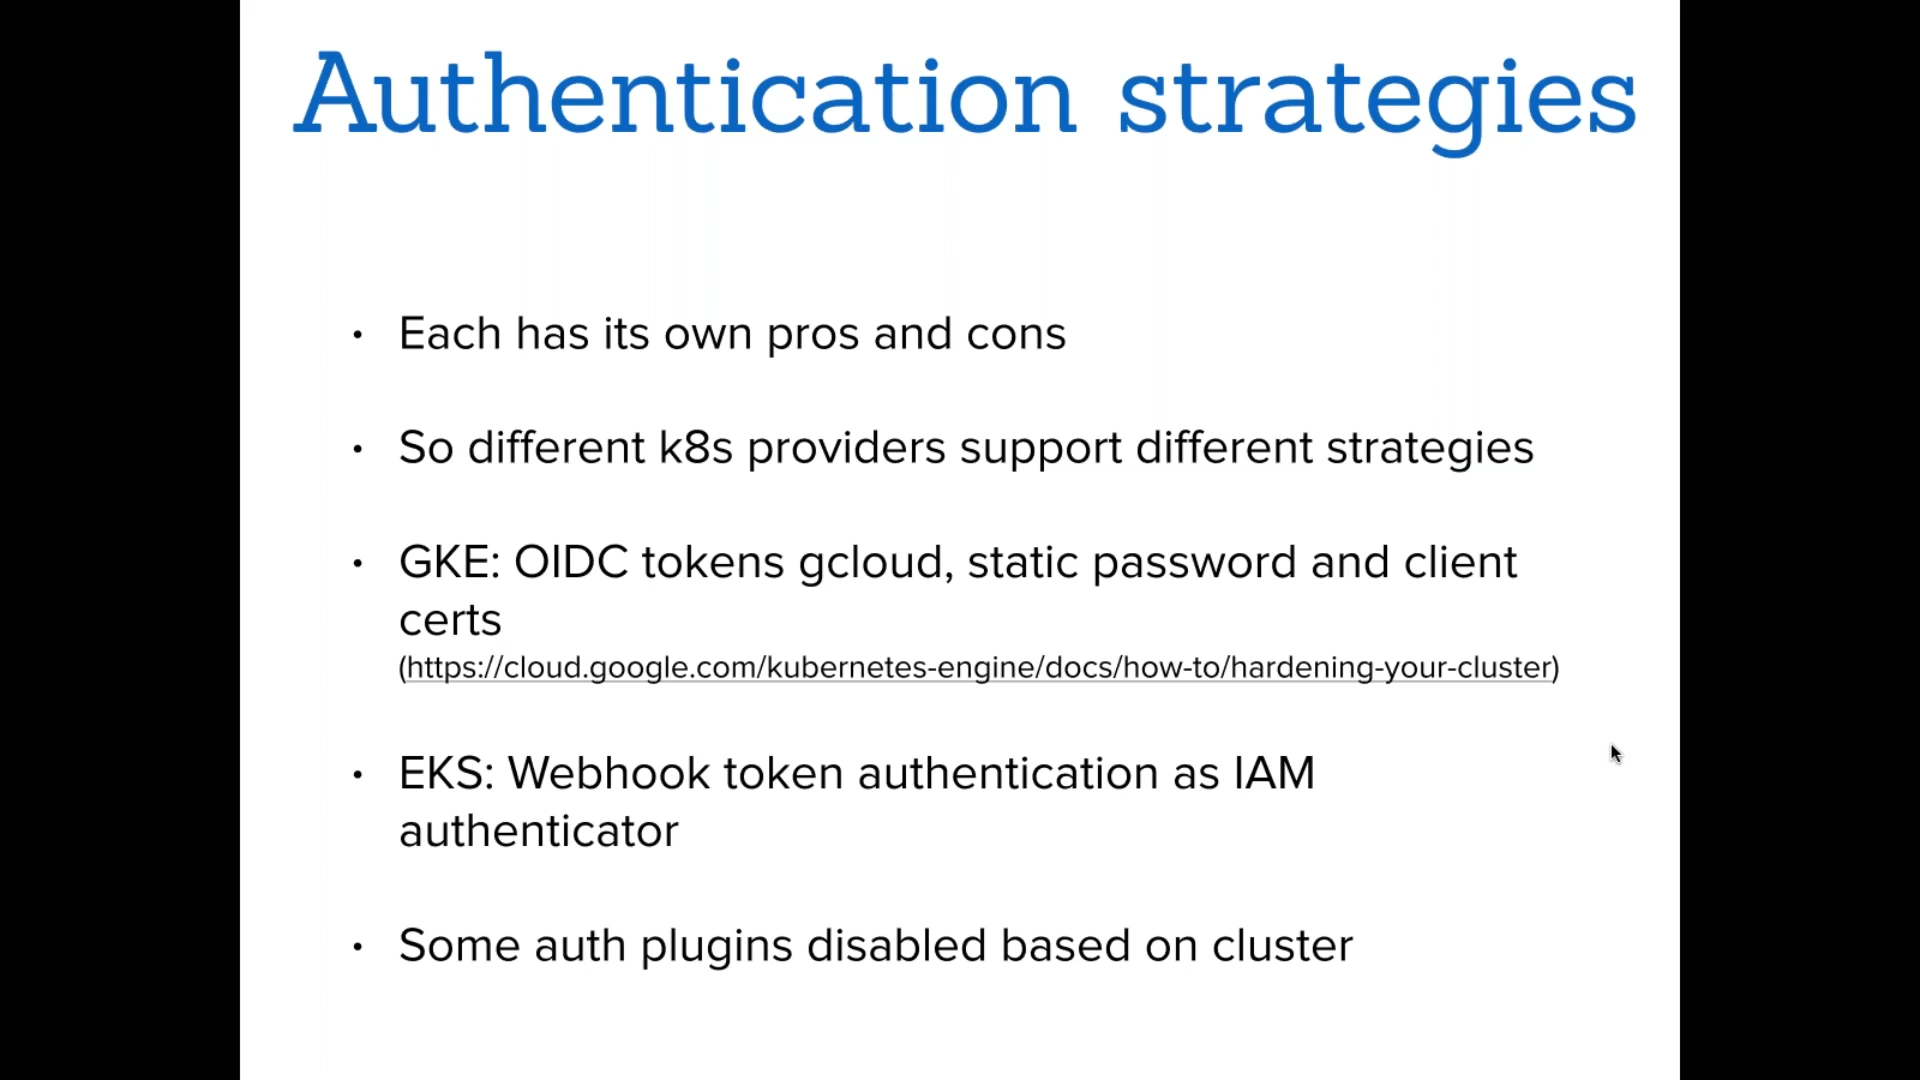 Authentication strategies
• Each has its own pros and cons
• So different k8s providers support different strategies
• GKE: OIDC tokens gcloud, static password and client
certs
(https://cloud.google.com/kubernetes-engine/docs/how-to/hardening-your-cluster)
• EKS: Webhook token authentication as IAM
authenticator
• Some auth plugins disabled based on cluster